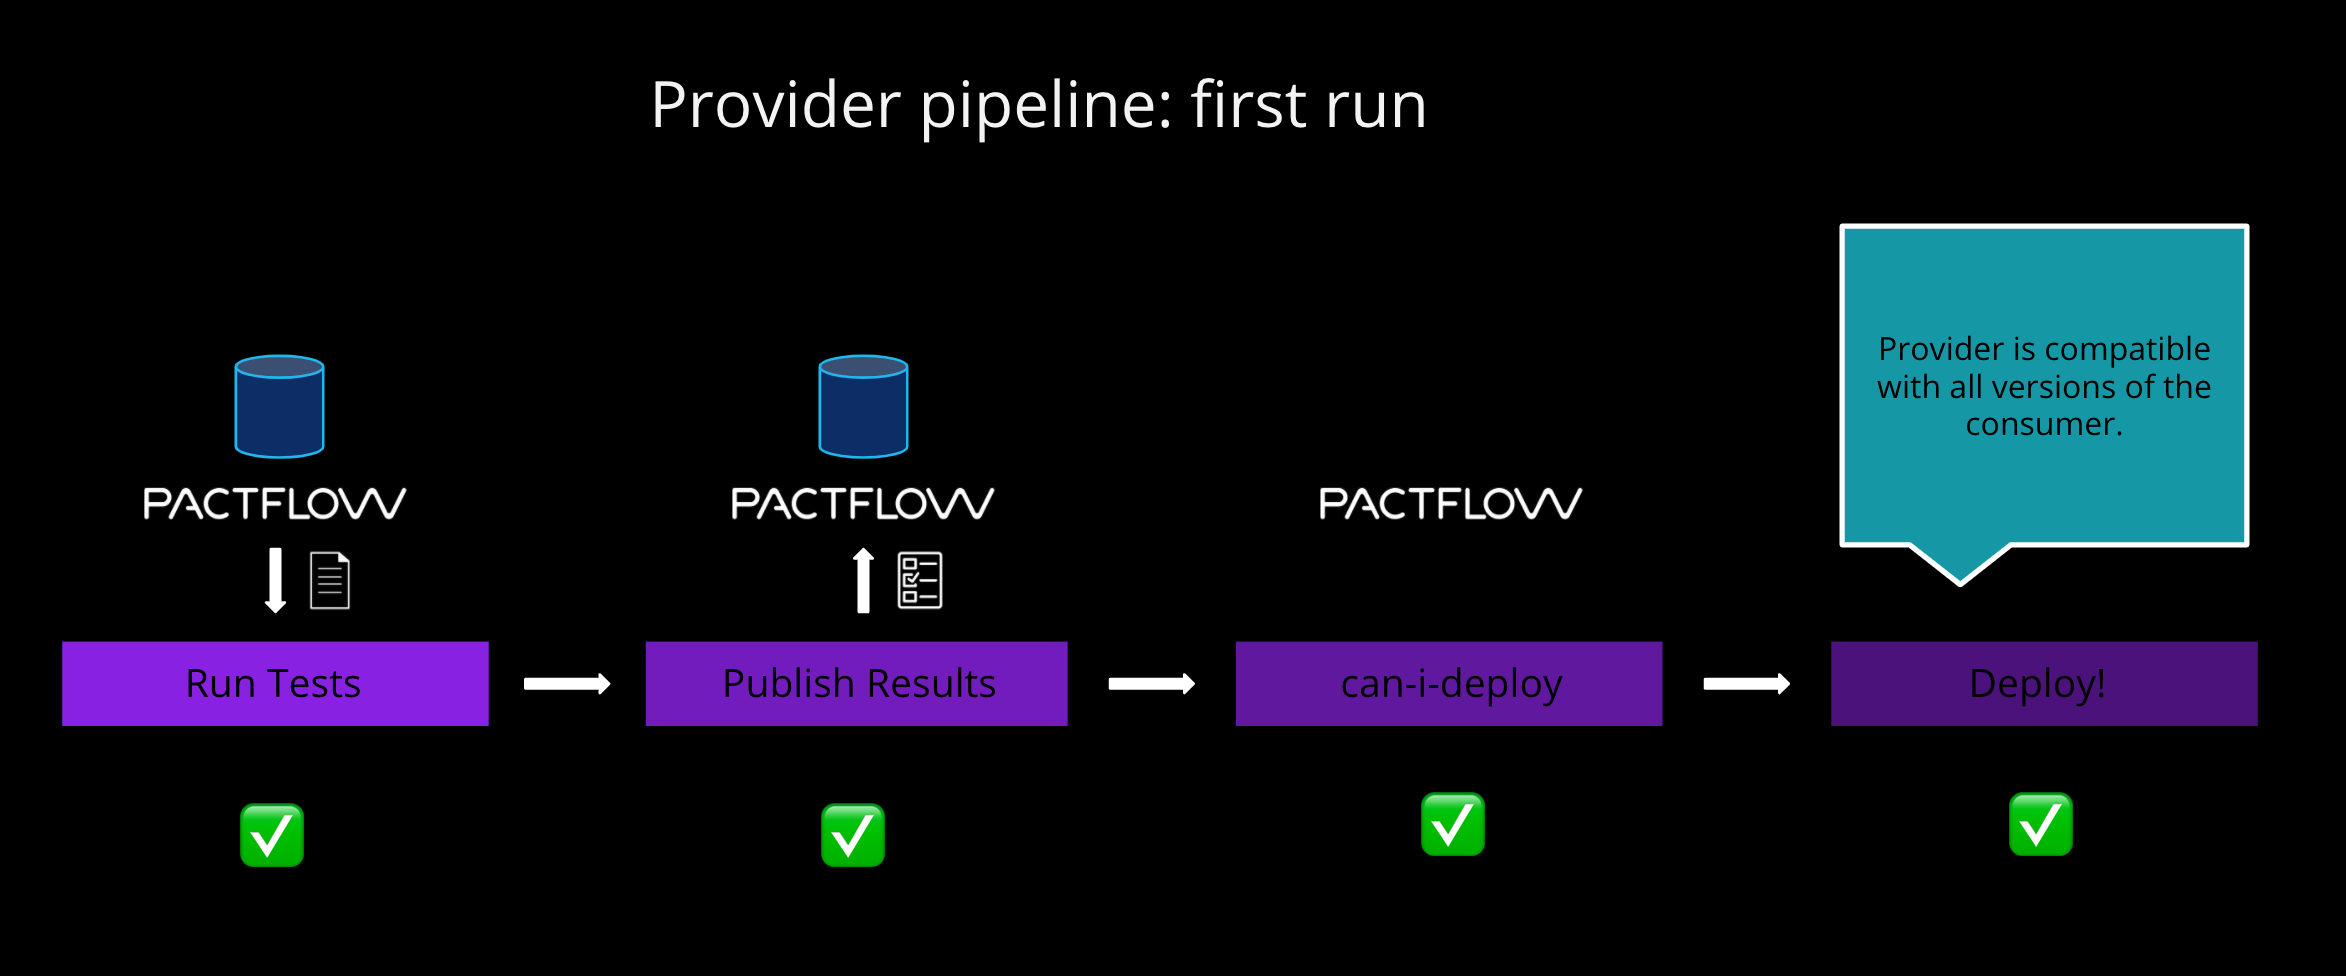 Provider pipeline: first run
Provider is compatible
with all versions of the
consumer.
PACTFLOW
PACTFLOW
PACTFLOW
Run Tests
Publish Results
can-i-deploy
Deploy!